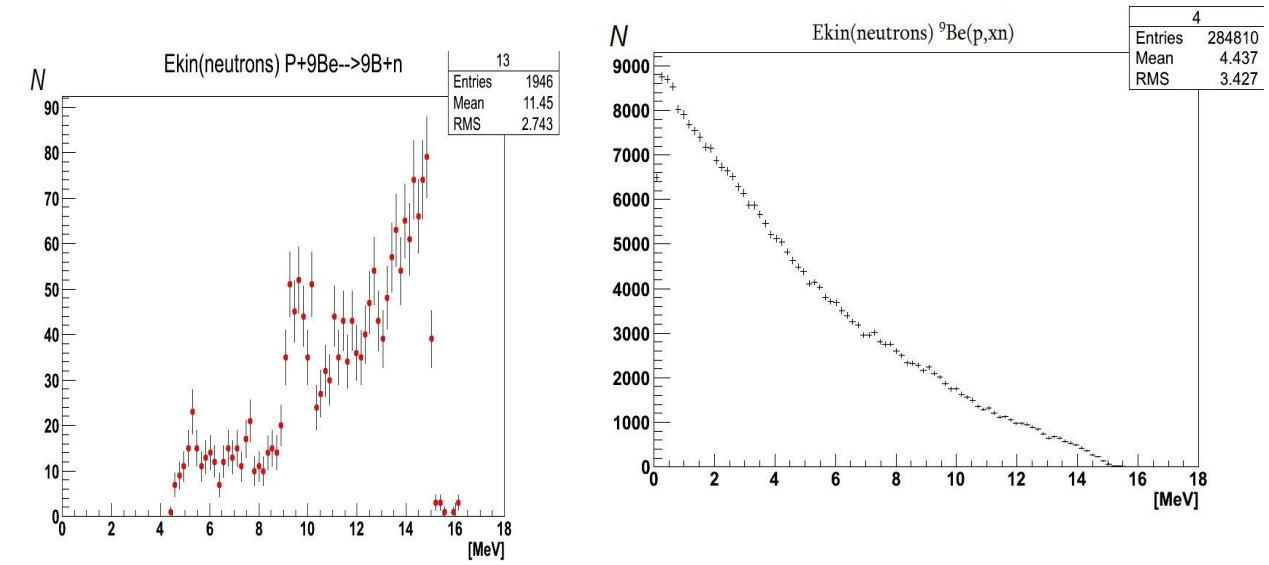 Ekin(neutrons) P+9Be-->9B+n
N
13
Entries 1946
Mean 11.45
RMS 2.743
90
80
70
60
50
40
30
20
10
0
0 2 4 6 8 10 12 14 16 18
[MeV]
Ekin(neutrons) ⁹Be(p,xn)
N
4
Entries 284810
Mean 4.437
RMS 3.427
9000
8000
7000
6000
5000
4000
3000
2000
1000
0
0 2 4 6 8 10 12 14 16 18
[MeV]